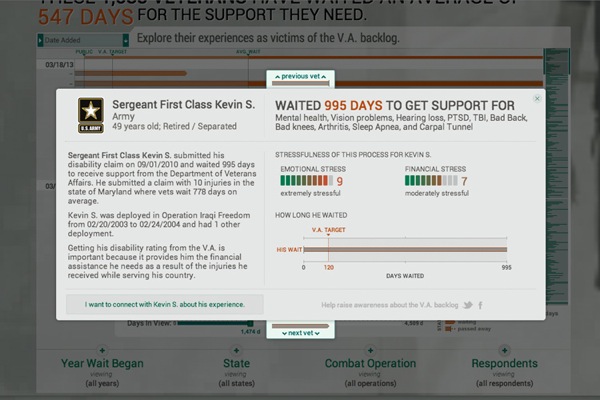 547 DAYS FOR THE SUPPORT THEY NEED.
Date Added
Explore their experiences as victims of the V.A. backlog.
PUBLIC V.A. TARGET
AVG. WAIT
03/18/13
previous vet
Sergeant First Class Kevin S.
Army
49 years old; Retired / Separated
U.S. ARMY
WAITED 995 DAYS TO GET SUPPORT FOR
Mental health, Vision problems, Hearing loss, PTSD, TBI, Bad Back,
Bad knees, Arthritis, Sleep Apnea, and Carpal Tunnel
Sergeant First Class Kevin S. submitted his
disability claim on 09/01/2010 and waited 995 days
to receive support from the Department of Veterans
Affairs. He submitted a claim with 10 injuries in the
state of Maryland where vets wait 778 days on
average.
Kevin S. was deployed in Operation Iraqi Freedom
from 02/20/2003 to 02/24/2004 and had 1 other
deployment.
Getting his disability rating from the V.A. is
important because it provides him the financial
assistance he needs as a result of the injuries he
received while serving his country.
I want to connect with Kevin S. about his experience.
STRESSFULNESS OF THIS PROCESS FOR KEVIN S.
EMOTIONAL STRESS
9
extremely stressful
FINANCIAL STRESS
7
moderately stressful
HOW LONG HE WAITED
V.A. TARGET
HIS WAIT
0 120 995
DAYS WAITED
Help raise awareness about the V.A. backlog
03/
Days In View: 0
1,474 d
passed away
next vet
Year Wait Began
viewing
(all years)
State
viewing
(all states)
Combat Operation
viewing
(all operations)
Respondents
viewing
(all respondents)